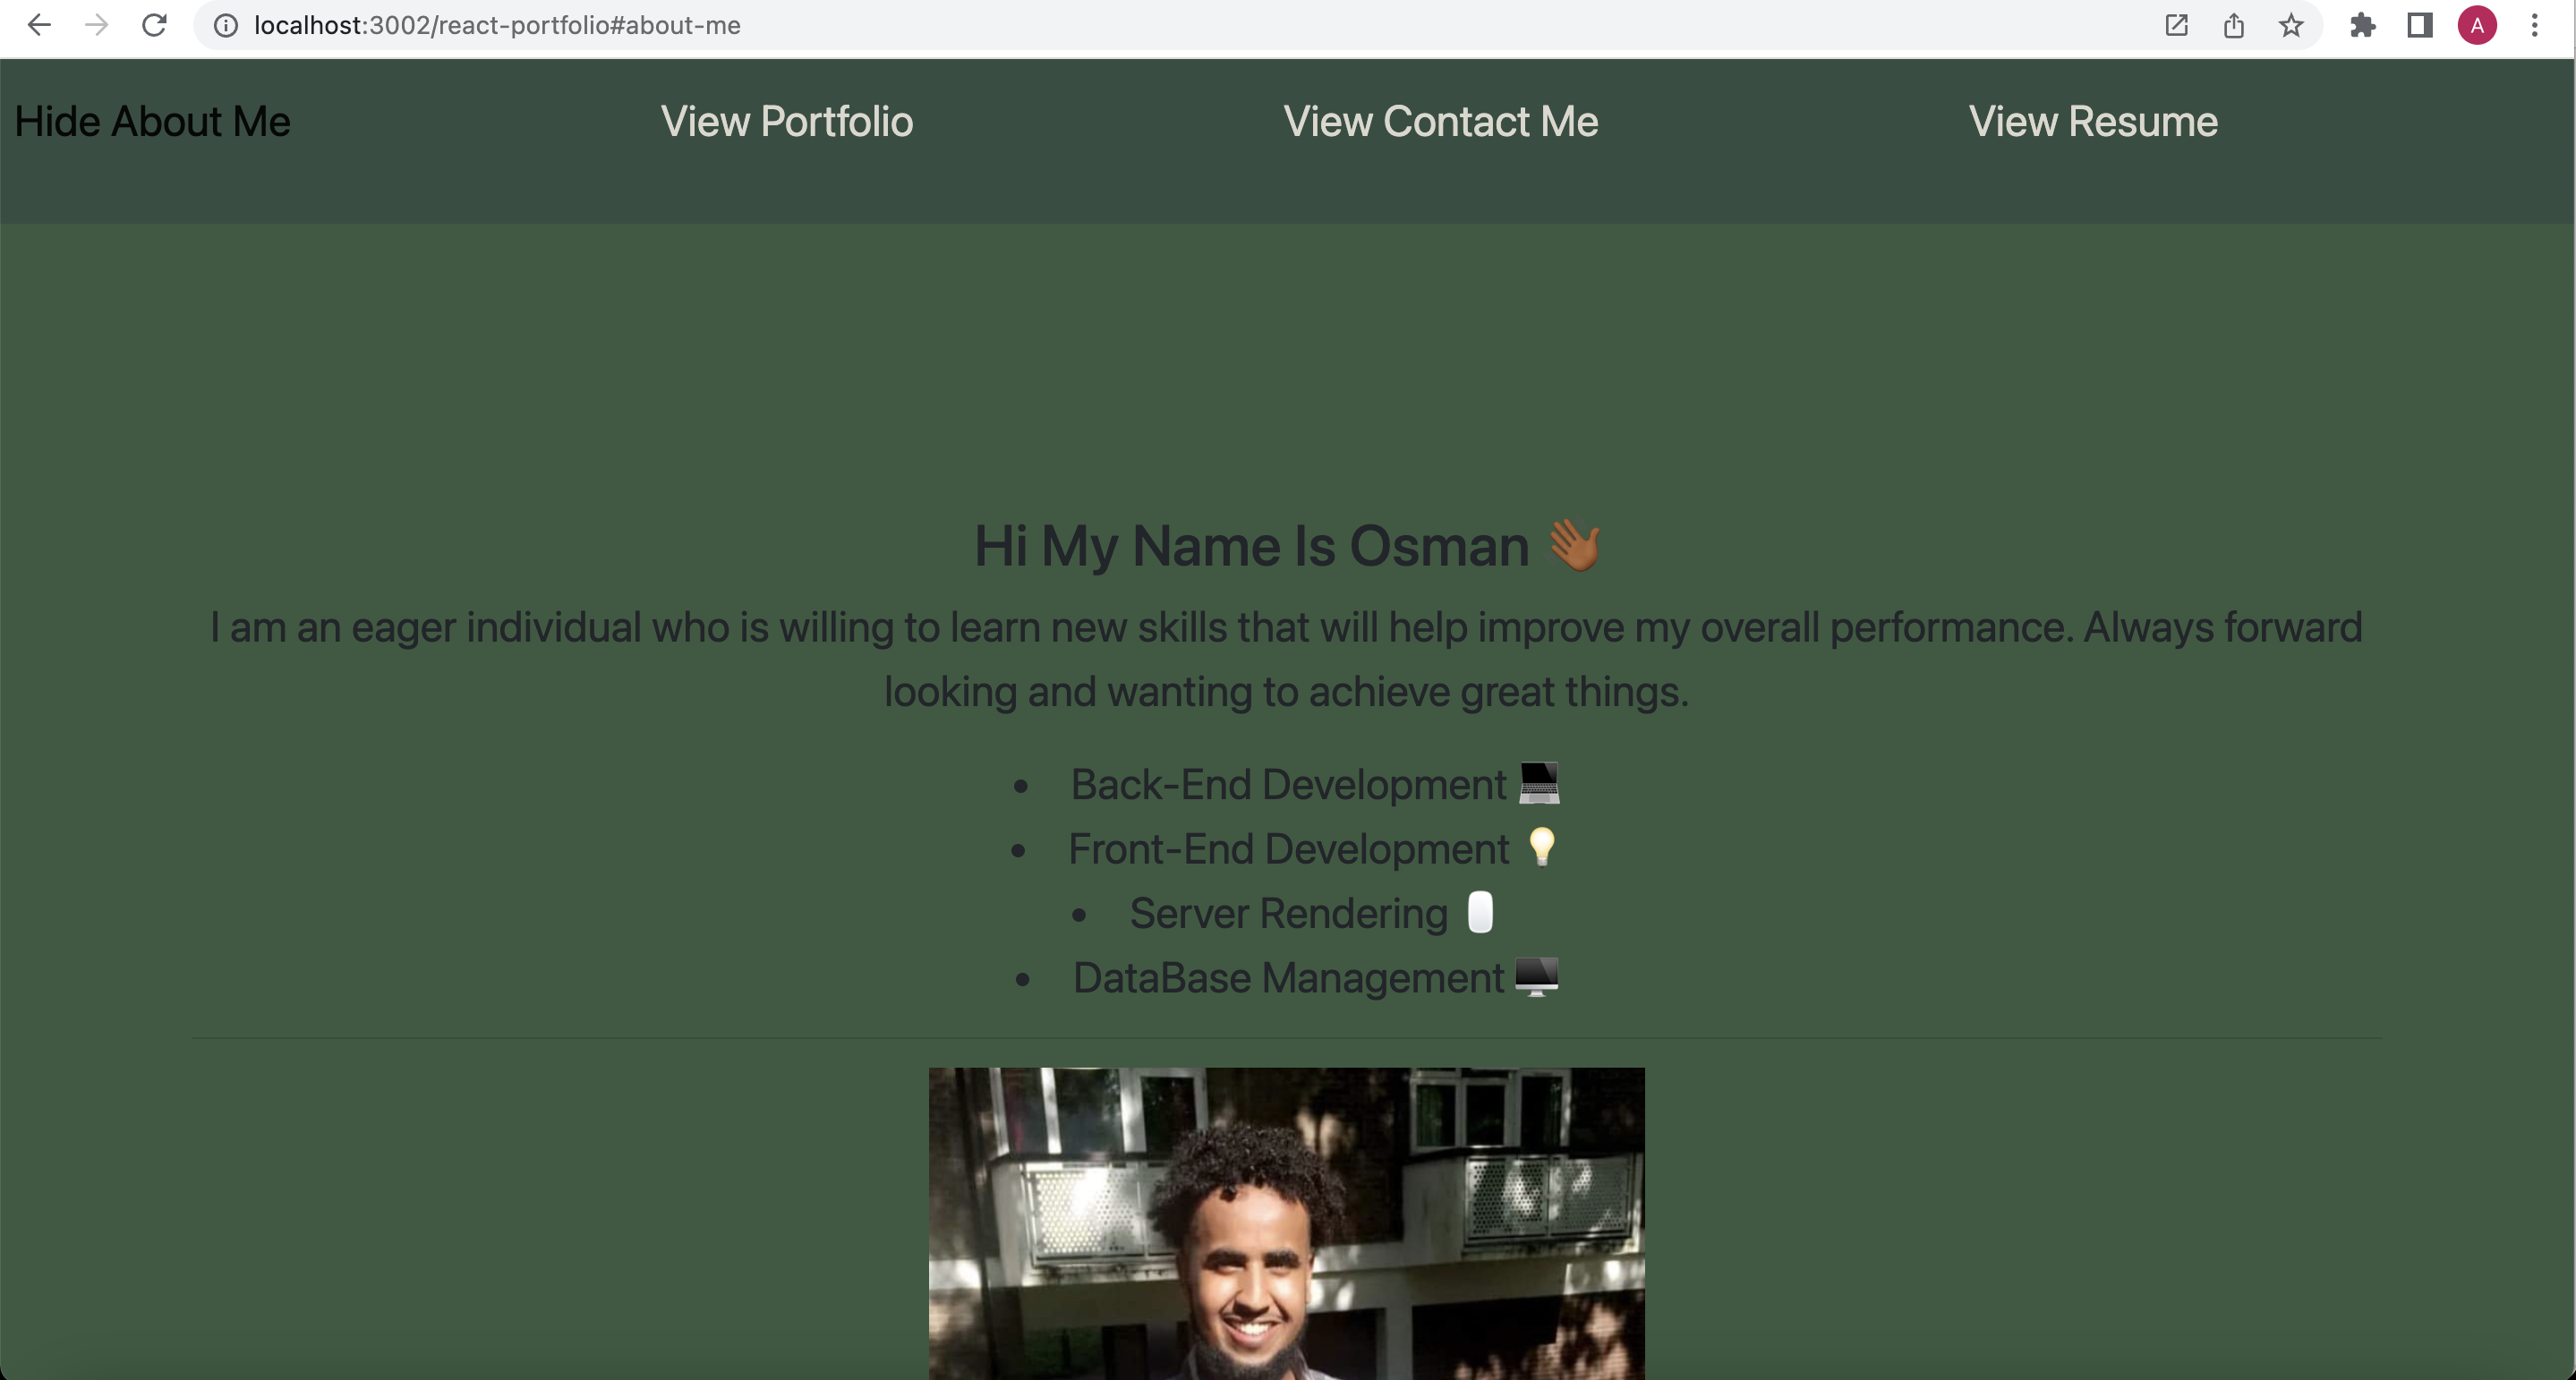 localhost:3002/react-portfolio#about-me
A
Hide About Me View Portfolio View Contact Me View Resume
Hi My Name Is Osman 👋🏾
I am an eager individual who is willing to learn new skills that will help improve my overall performance. Always forward
looking and wanting to achieve great things.
• Back-End Development 💻
• Front-End Development 💡
• Server Rendering 🖱️
• DataBase Management 🖥️